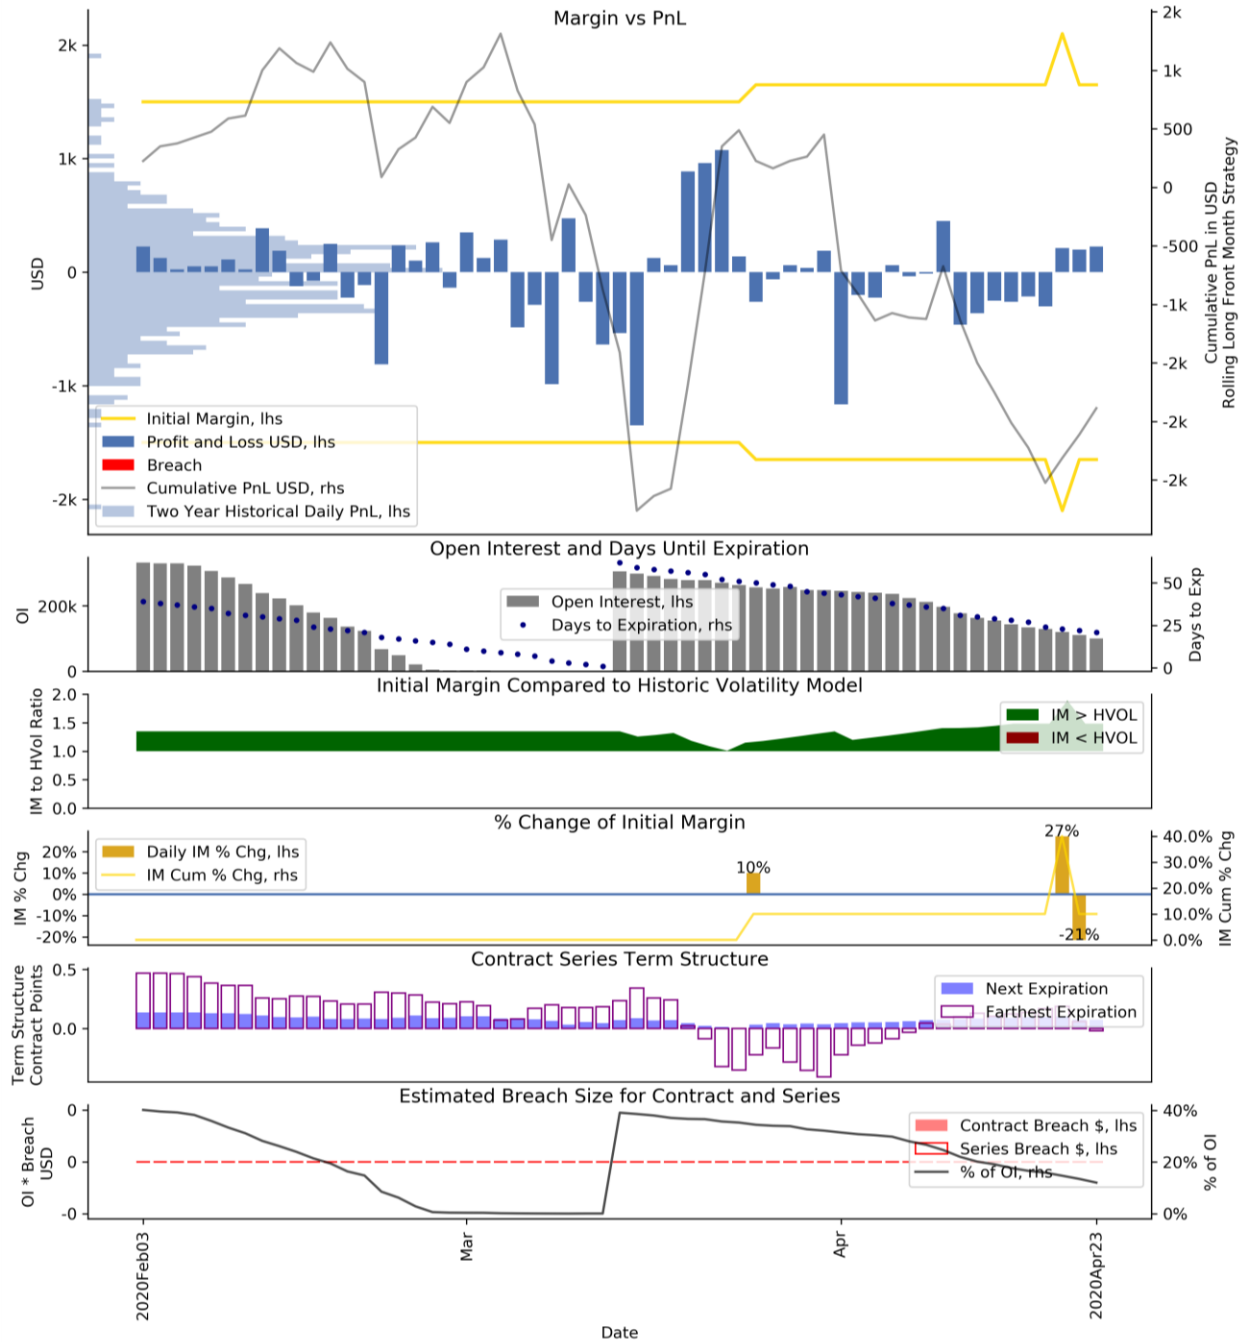 Margin vs PnL
2k
1k
0
-1k
-2k
USD
2k
1k
500
0
-500
-1k
-2k
-2k
-2k
Cumulative PnL in USD
Rolling Long Front Month Strategy
Initial Margin, lhs
Profit and Loss USD, lhs
Breach
Cumulative PnL USD, rhs
Two Year Historical Daily PnL, lhs
Open Interest and Days Until Expiration
200k
0
OI
50
25
0
Days to Exp
Open Interest, lhs
Days to Expiration, rhs
Initial Margin Compared to Historic Volatility Model
2.0
1.5
1.0
0.5
0.0
IM to HVol Ratio
IM > HVOL
IM < HVOL
% Change of Initial Margin
20%
10%
0%
-10%
-20%
IM % Chg
40.0%
30.0%
20.0%
10.0%
0.0%
IM Cum % Chg
Daily IM % Chg, lhs
IM Cum % Chg, rhs
10%
27%
-21%
Contract Series Term Structure
0.5
0.0
Term Structure
Contract Points
Next Expiration
Farthest Expiration
Estimated Breach Size for Contract and Series
0
0
-0
OI * Breach
USD
40%
20%
0%
% of OI
Contract Breach $, lhs
Series Breach $, lhs
% of OI, rhs
2020Feb03
Mar
Apr
2020Apr23
Date